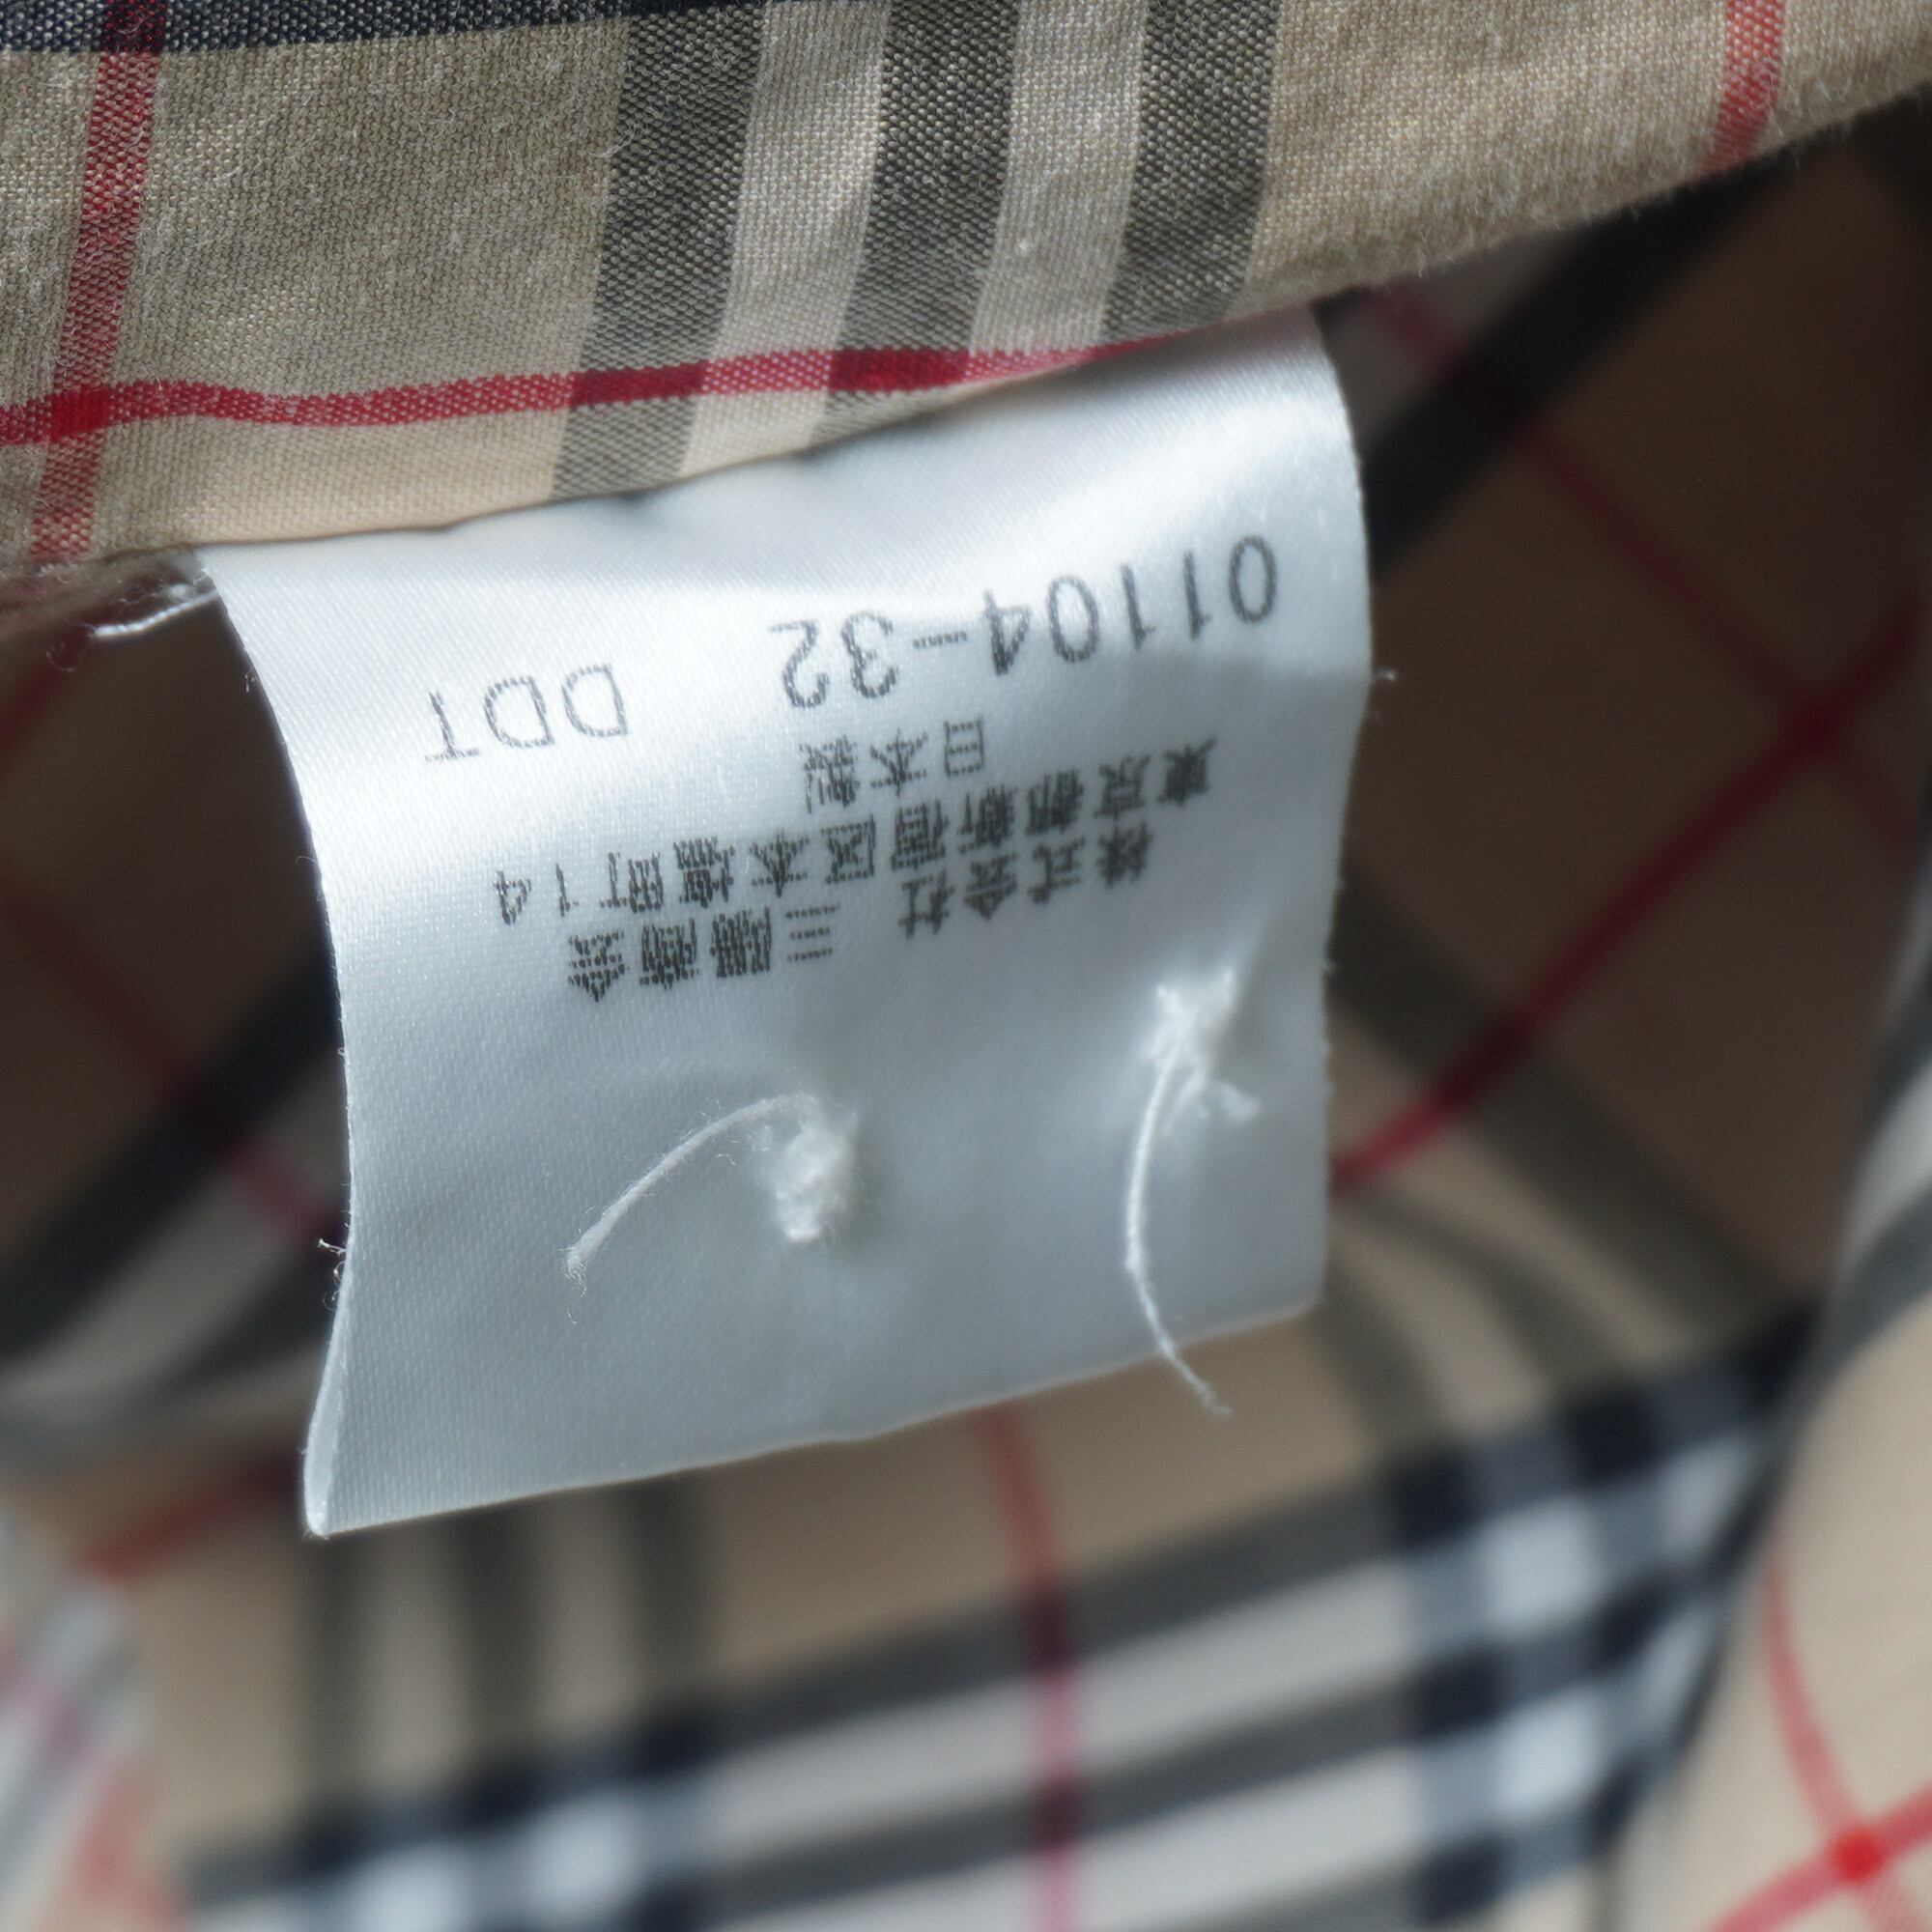 株式会社 三陽商会
東京都新宿区本塩町14
日本製
01104-32 DDT